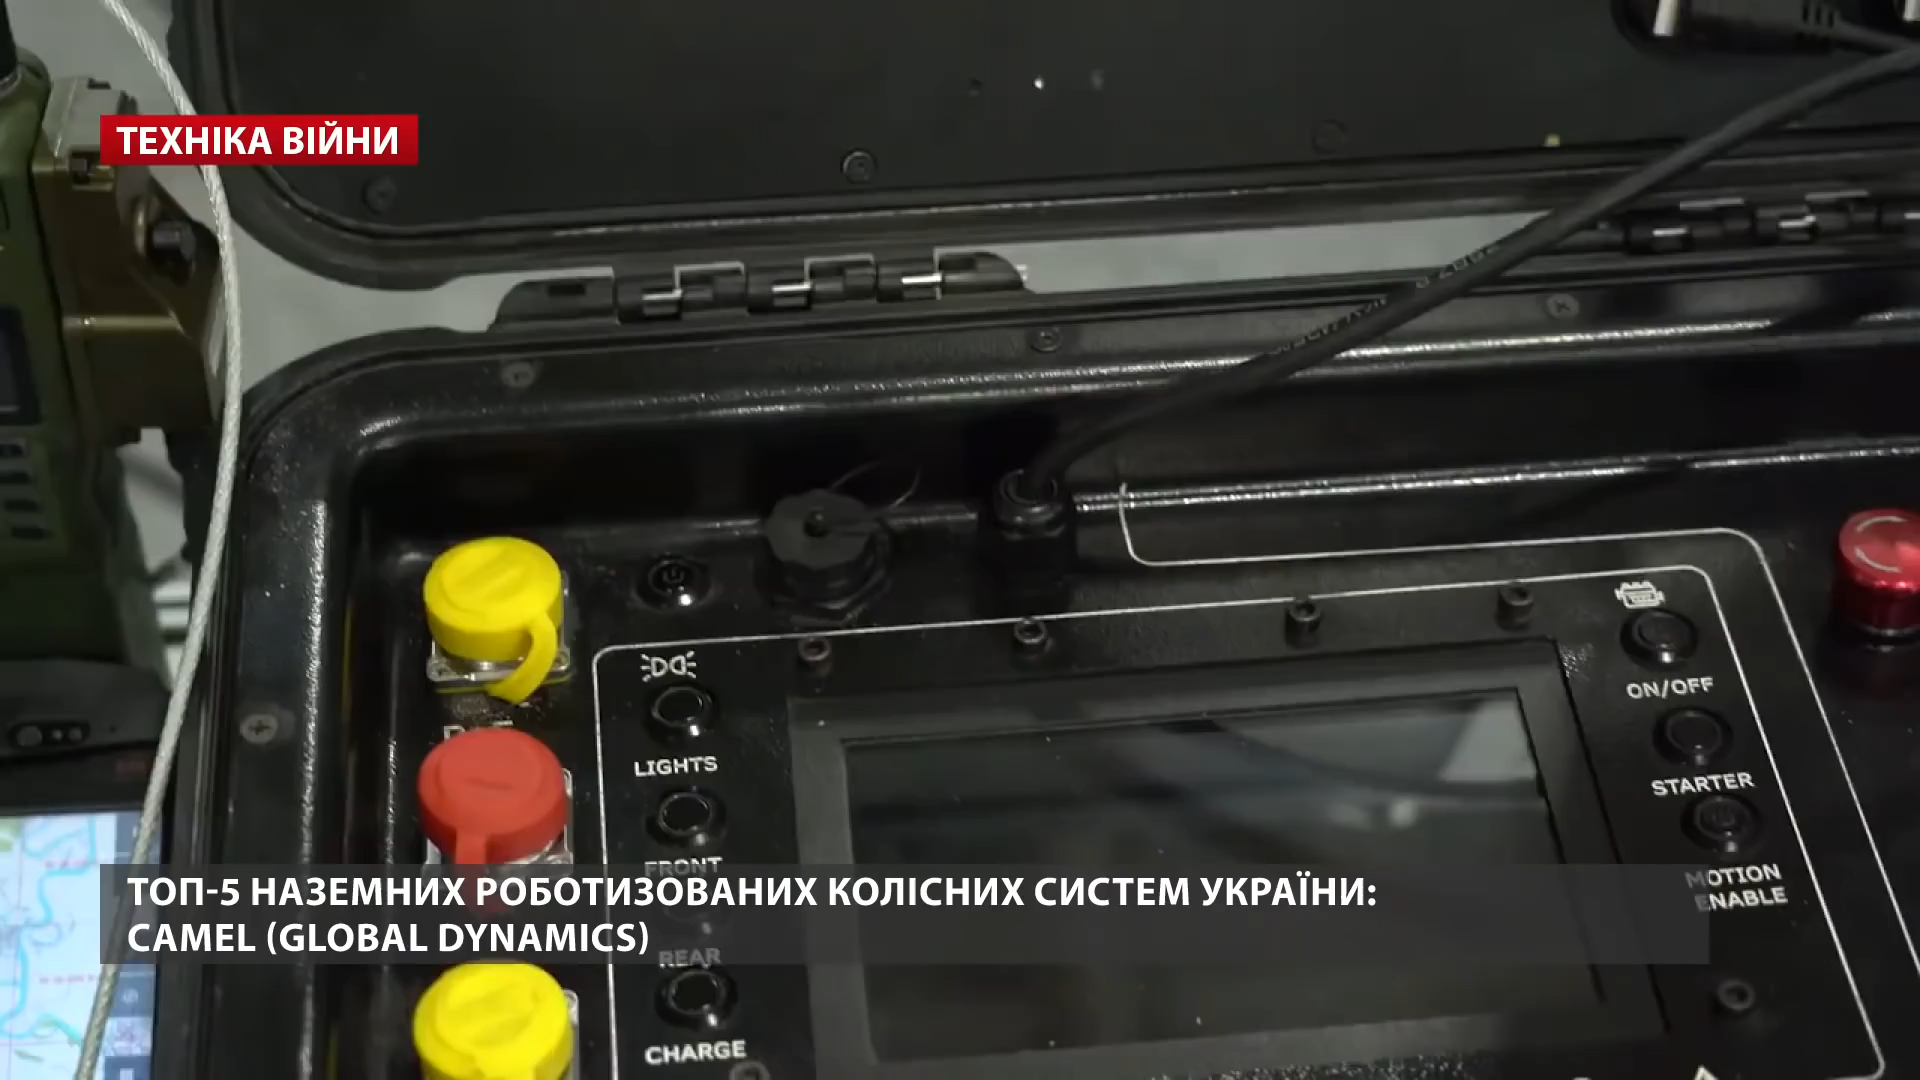 ТЕХНІКА ВІЙНИ
LIGHTS
FRONT
REAR
CHARGE
ON/OFF
STARTER
MOTION
ENABLE
ТОП-5 НАЗЕМНИХ РОБОТИЗОВАНИХ КОЛІСНИХ СИСТЕМ УКРАЇНИ:
CAMEL (GLOBAL DYNAMICS)